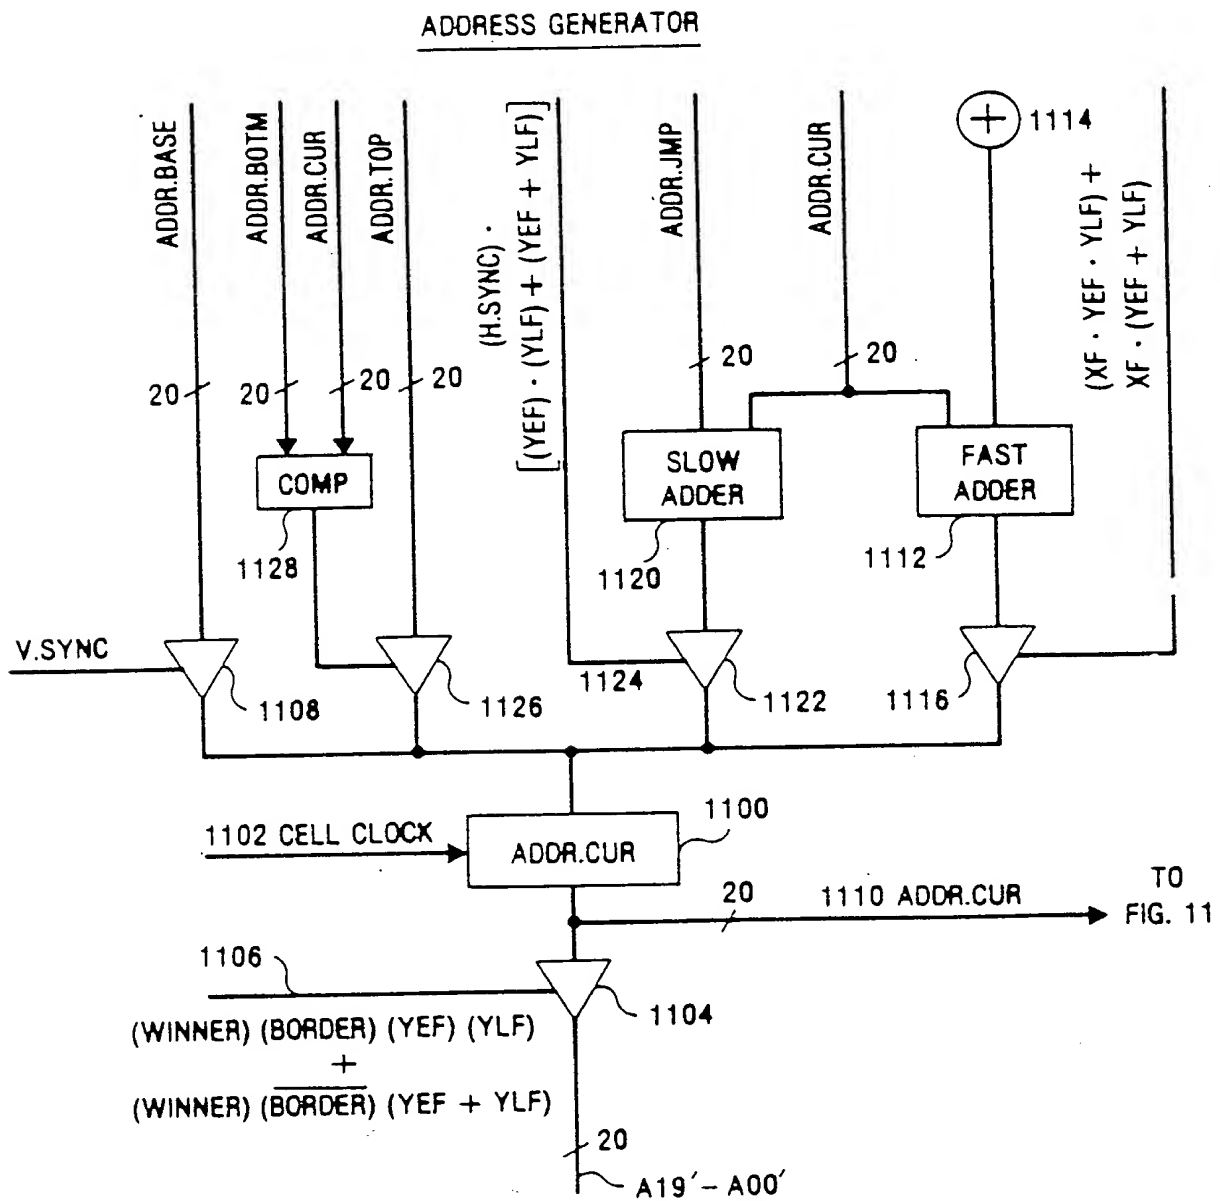 ADDRESS GENERATOR
ADDR.BASE
ADDR.BOTM
ADDR.CUR
ADDR.TOP
(H.SYNC) ·
[(YEF) · (YLF) + (YEF + YLF)]
ADDR.JMP
ADDR.CUR
+
1114
(XF · YEF · YLF) +
XF · (YEF + YLF)
20
20
20
20
20
20
COMP
1128
SLOW
ADDER
1120
FAST
ADDER
1112
V.SYNC
1108
1126
1124
1122
1116
1102 CELL CLOCK
ADDR.CUR
1100
20
1110 ADDR.CUR
TO
FIG. 11
1106
1104
(WINNER) (BORDER) (YEF) (YLF)
+
(WINNER) (B̅O̅R̅D̅E̅R̅) (YEF + YLF)
20
A19′ – A00′